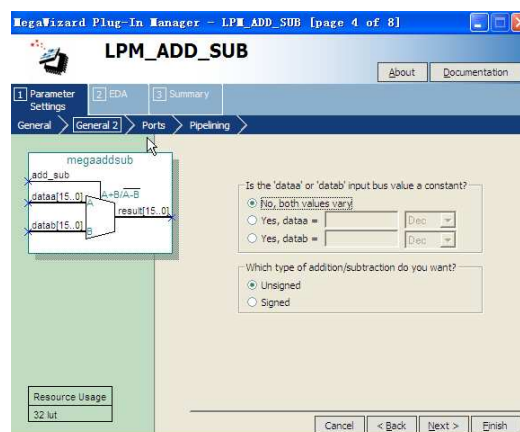 MegaWizard Plug-In Manager - LPM_ADD_SUB [page 4 of 8]
LPM_ADD_SUB
About
Documentation
1 Parameter Settings
2 EDA
3 Summary
General
General 2
Ports
Pipelining
megaaddsub
add_sub
dataa[15..0]
A
A+B/A-B
result[15..0]
datab[15..0]
B
Is the 'dataa' or 'datab' input bus value a constant?
No, both values vary
Yes, dataa =
Dec
Yes, datab =
Dec
Which type of addition/subtraction do you want?
Unsigned
Signed
Resource Usage
32 lut
Cancel
< Back
Next >
Finish